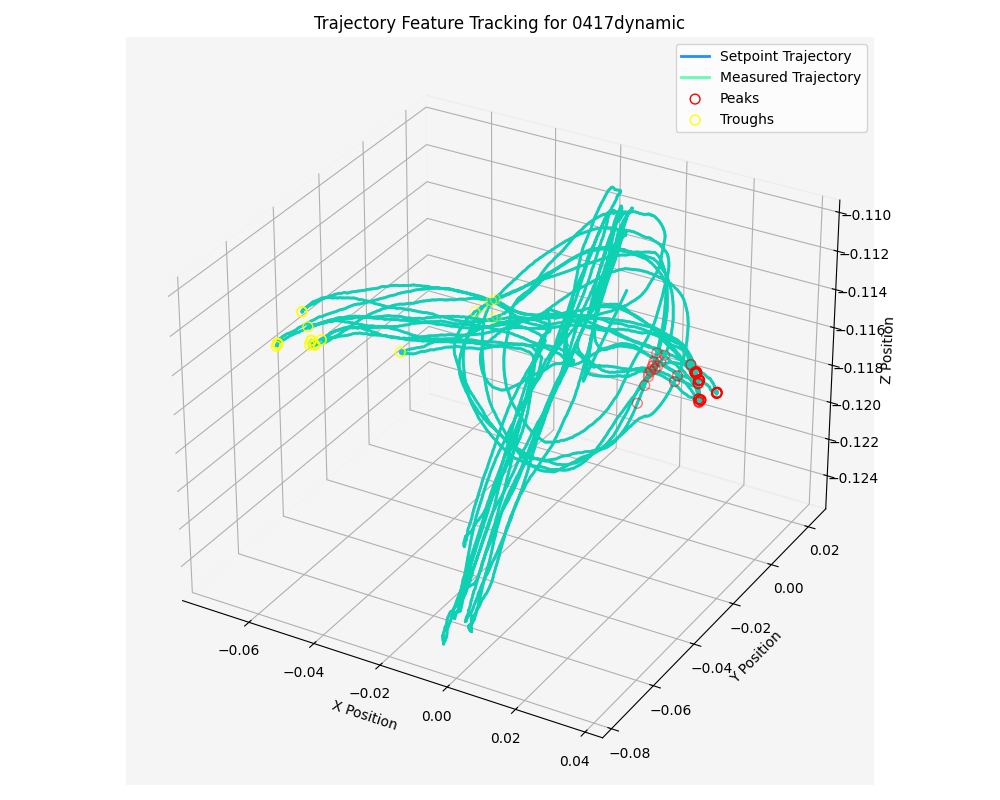 Trajectory Feature Tracking for 0417dynamic
Setpoint Trajectory
Measured Trajectory
Peaks
Troughs
−0.110
−0.112
−0.114
−0.116
−0.118
−0.120
−0.122
−0.124
Z Position
0.02
0.00
−0.02
−0.04
−0.06
−0.08
Y Position
−0.06
−0.04
−0.02
0.00
0.02
0.04
X Position